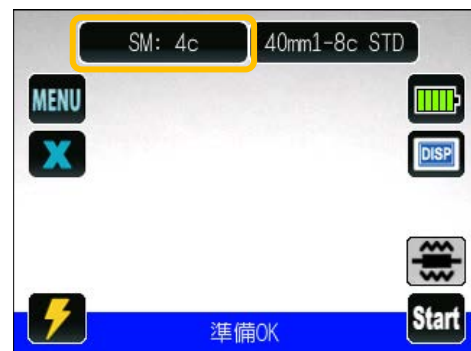 SM: 4c
40mm1-8c STD
MENU
X
DISP
準備OK
Start